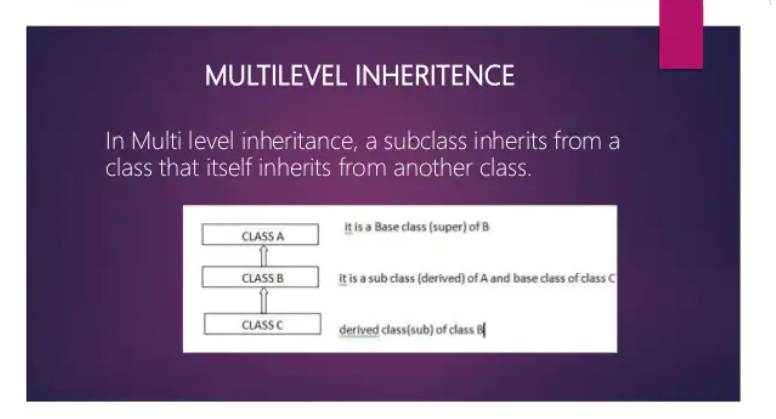 MULTILEVEL INHERITENCE
In Multi level inheritance, a subclass inherits from a
class that itself inherits from another class.
CLASS A
it is a Base class (super) of B
CLASS B
it is a sub class (derived) of A and base class of class C
CLASS C
derived class(sub) of class B